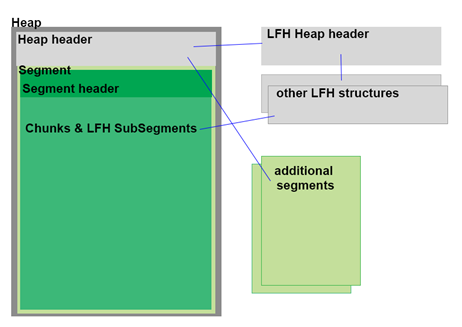 Heap
Heap header
LFH Heap header
Segment
Segment header
other LFH structures
Chunks & LFH SubSegments
additional
segments